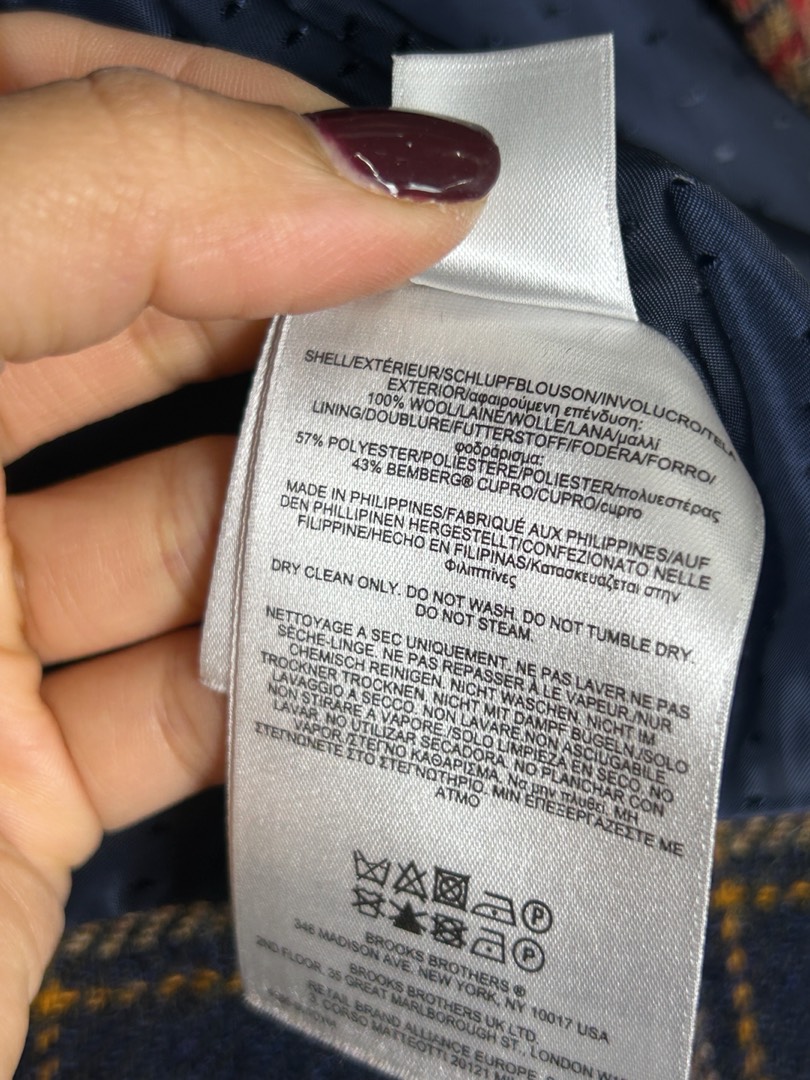 SHELL/EXTÉRIEUR/SCHLUPFBLOUSON/INVOLUCRO/TELA
EXTERIOR/αφαιρούμενη επένδυση:
100% WOOL/LAINE/WOLLE/LANA/μαλλί
LINING/DOUBLURE/FUTTERSTOFF/FODERA/FORRO/
φοδράρισμα:
57% POLYESTER/POLIESTERE/POLIESTER/πολυεστέρας
43% BEMBERG® CUPRO/CUPRO/cupro
MADE IN PHILIPPINES/FABRIQUÉ AUX PHILIPPINES/AUF
DEN PHILLIPINEN HERGESTELLT/CONFEZIONATO NELLE
FILIPPINE/HECHO EN FILIPINAS/Κατασκευάζεται στην
Φιλιππίνες
DRY CLEAN ONLY. DO NOT WASH, DO NOT TUMBLE DRY.
DO NOT STEAM.
NETTOYAGE A SEC UNIQUEMENT. NE PAS LAVER NE PAS
SÈCHE-LINGE. NE PAS REPASSER À LE VAPEUR./NUR
CHEMISCH REINIGEN. NICHT WASCHEN. NICHT IM
TROCKNER TROCKNEN. NICHT MIT DAMPF BUGELN./SOLO
LAVAGGIO A SECCO. NON LAVARE.NON ASCIUGABILE.
NON STIRARE A VAPORE./SOLO LIMPIEZA EN SECO. NO
LAVAR. NO UTILIZAR SECADORA. NO PLANCHAR CON
VAPOR./ΣΤΕΓΝΟ ΚΑΘΑΡΙΣΜΑ. Να μην πλυθεί. ΜΗ
ΣΤΕΓΝΩΝΕΤΕ ΣΤΟ ΣΤΕΓΝΩΤΗΡΙΟ. ΜΙΝ ΕΠΕΞΕΡΓΑΖΕΣΤΕ ΜΕ
ΑΤΜΟ
P
P
BROOKS BROTHERS ®
346 MADISON AVE. NEW YORK, NY 10017 USA
BROOKS BROTHERS UK LTD.
2ND FLOOR, 35 GREAT MARLBOROUGH ST., LONDON
BRAND ALLIANCE EUROPE,
3, CORSO MATTEOTTI 20121